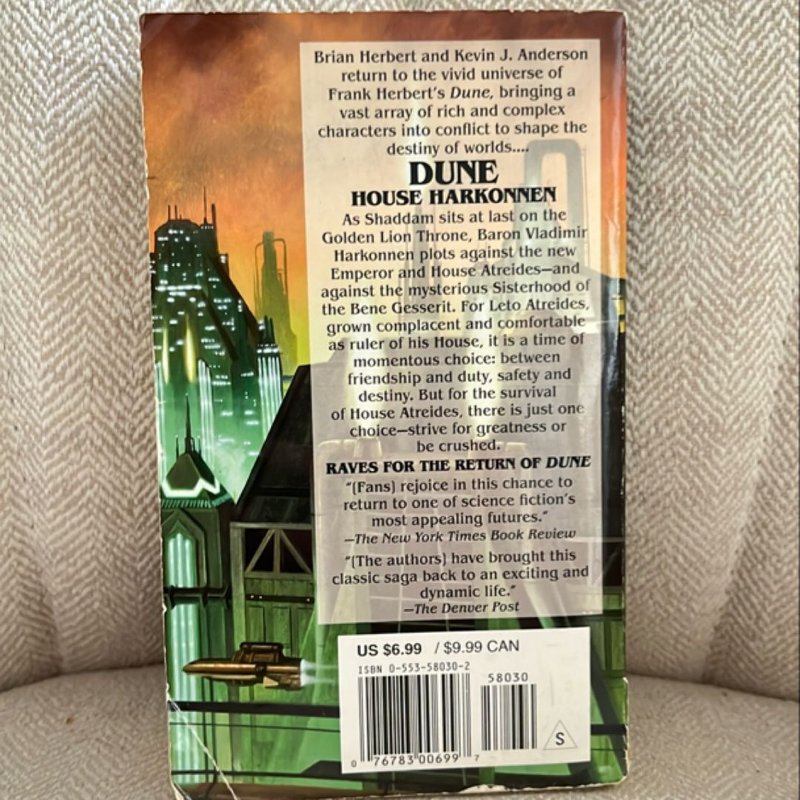 Brian Herbert and Kevin J. Anderson
return to the vivid universe of
Frank Herbert's Dune, bringing a
vast array of rich and complex
characters into conflict to shape the
destiny of worlds....
DUNE
HOUSE HARKONNEN
As Shaddam sits at last on the
Golden Lion Throne, Baron Vladimir
Harkonnen plots against the new
Emperor and House Atreides—and
against the mysterious Sisterhood of
the Bene Gesserit. For Leto Atreides,
grown complacent and comfortable
as ruler of his House, it is a time of
momentous choice: between
friendship and duty, safety and
destiny. But for the survival
of House Atreides, there is just one
choice—strive for greatness or
be crushed.
RAVES FOR THE RETURN OF DUNE
"[Fans] rejoice in this chance to
return to one of science fiction's
most appealing futures."
—The New York Times Book Review
"[The authors] have brought this
classic saga back to an exciting and
dynamic life."
—The Denver Post
US $6.99 / $9.99 CAN
ISBN 0-553-58030-2
58030
S
0 76783 00699 7